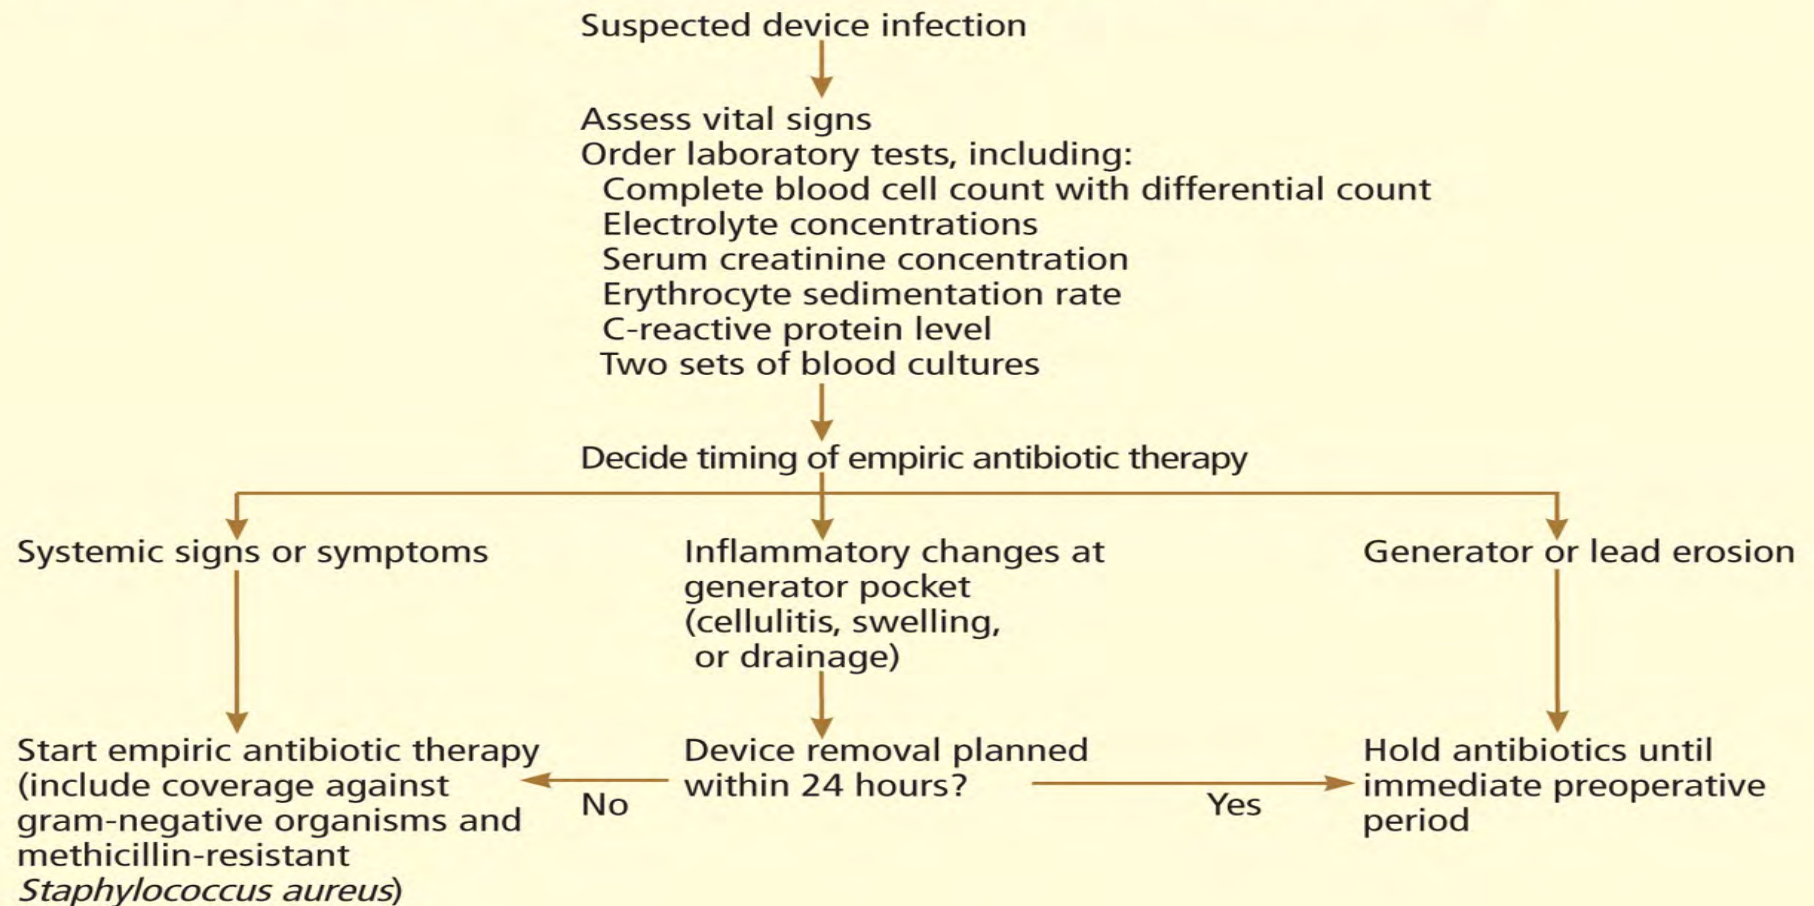 Suspected device infection
Assess vital signs
Order laboratory tests, including:
Complete blood cell count with differential count
Electrolyte concentrations
Serum creatinine concentration
Erythrocyte sedimentation rate
C-reactive protein level
Two sets of blood cultures
Decide timing of empiric antibiotic therapy
Systemic signs or symptoms
Inflammatory changes at
generator pocket
(cellulitis, swelling,
or drainage)
Generator or lead erosion
Start empiric antibiotic therapy
(include coverage against
gram-negative organisms and
methicillin-resistant
Staphylococcus aureus)
No
Device removal planned
within 24 hours?
Yes
Hold antibiotics until
immediate preoperative
period